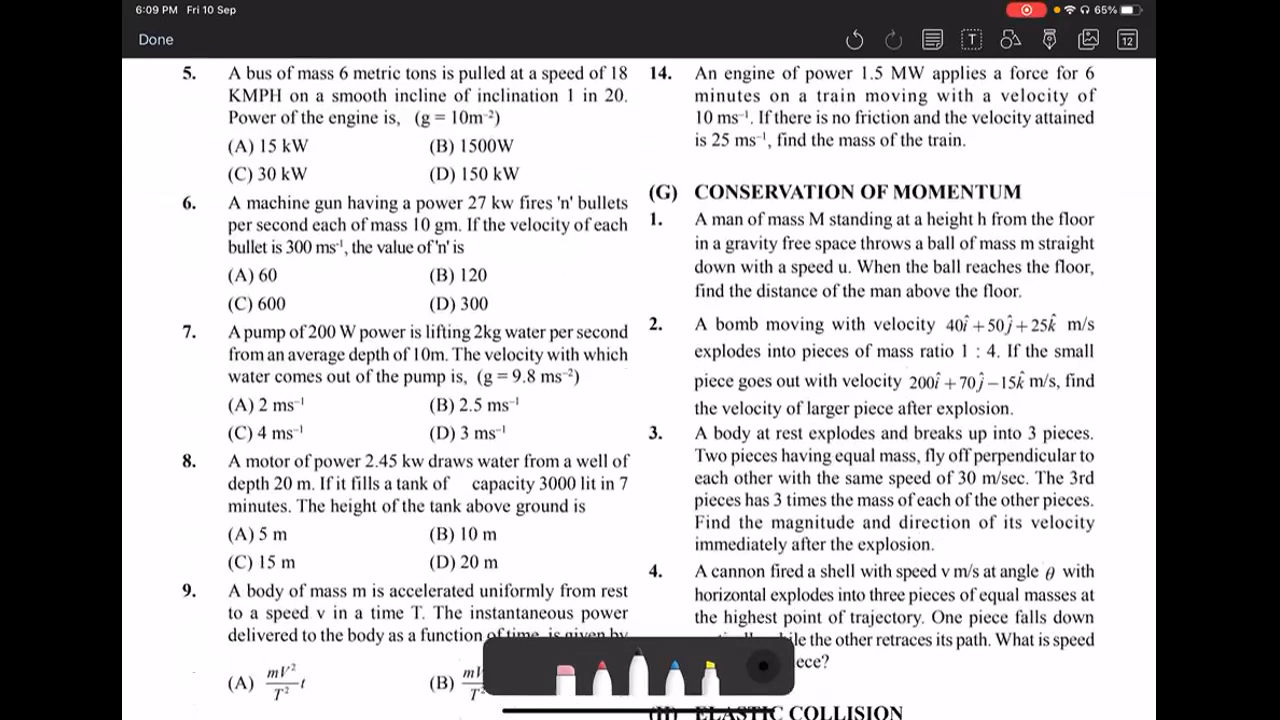 6:09 PM Fri 10 Sep
65%
Done
12
5. A bus of mass 6 metric tons is pulled at a speed of 18
KMPH on a smooth incline of inclination 1 in 20.
Power of the engine is, (g = 10m⁻²)
(A) 15 kW (B) 1500W
(C) 30 kW (D) 150 kW
6. A machine gun having a power 27 kw fires 'n' bullets
per second each of mass 10 gm. If the velocity of each
bullet is 300 ms⁻¹, the value of 'n' is
(A) 60 (B) 120
(C) 600 (D) 300
7. A pump of 200 W power is lifting 2kg water per second
from an average depth of 10m. The velocity with which
water comes out of the pump is, (g = 9.8 ms⁻²)
(A) 2 ms⁻¹ (B) 2.5 ms⁻¹
(C) 4 ms⁻¹ (D) 3 ms⁻¹
8. A motor of power 2.45 kw draws water from a well of
depth 20 m. If it fills a tank of capacity 3000 lit in 7
minutes. The height of the tank above ground is
(A) 5 m (B) 10 m
(C) 15 m (D) 20 m
9. A body of mass m is accelerated uniformly from rest
to a speed v in a time T. The instantaneous power
delivered to the body as a function of time is given by
(A) mV²/T² t (B)
14. An engine of power 1.5 MW applies a force for 6
minutes on a train moving with a velocity of
10 ms⁻¹. If there is no friction and the velocity attained
is 25 ms⁻¹, find the mass of the train.
(G) CONSERVATION OF MOMENTUM
1. A man of mass M standing at a height h from the floor
in a gravity free space throws a ball of mass m straight
down with a speed u. When the ball reaches the floor,
find the distance of the man above the floor.
2. A bomb moving with velocity 40î + 50ĵ + 25k̂ m/s
explodes into pieces of mass ratio 1 : 4. If the small
piece goes out with velocity 200î + 70ĵ – 15k̂ m/s, find
the velocity of larger piece after explosion.
3. A body at rest explodes and breaks up into 3 pieces.
Two pieces having equal mass, fly off perpendicular to
each other with the same speed of 30 m/sec. The 3rd
pieces has 3 times the mass of each of the other pieces.
Find the magnitude and direction of its velocity
immediately after the explosion.
4. A cannon fired a shell with speed v m/s at angle θ with
horizontal explodes into three pieces of equal masses at
the highest point of trajectory. One piece falls down
the other retraces its path. What is speed
ELASTIC COLLISION